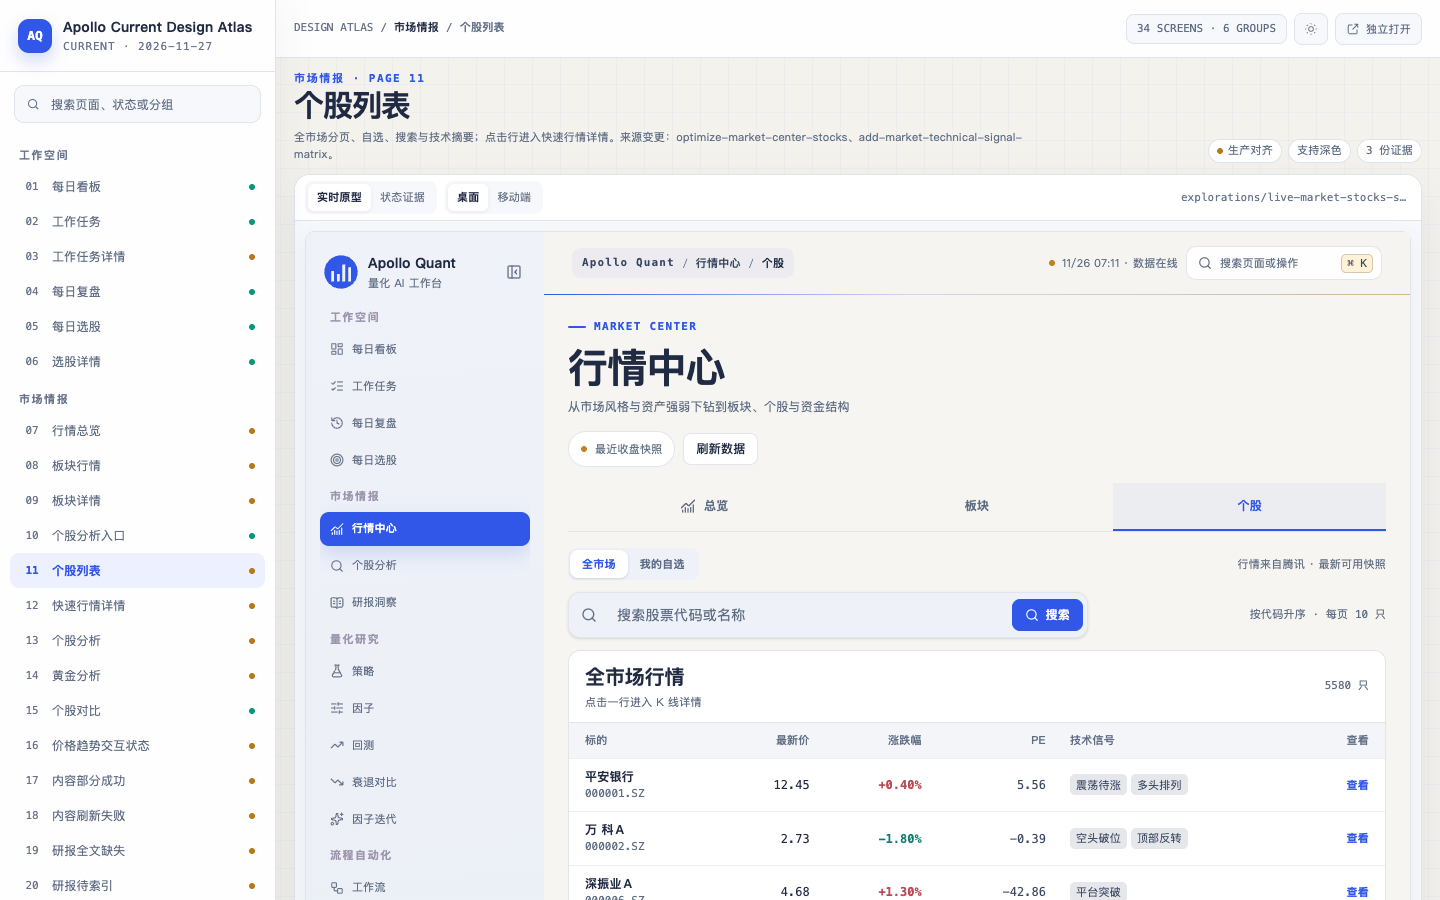 AQ
Apollo Current Design Atlas
CURRENT · 2026-11-27
搜索页面、状态或分组
工作空间
01 每日看板
02 工作任务
03 工作任务详情
04 每日复盘
05 每日选股
06 选股详情
市场情报
07 行情总览
08 板块行情
09 板块详情
10 个股分析入口
11 个股列表
12 快速行情详情
13 个股分析
14 黄金分析
15 个股对比
16 价格趋势交互状态
17 内容部分成功
18 内容刷新失败
19 研报全文缺失
20 研报待索引
DESIGN ATLAS / 市场情报 / 个股列表
34 SCREENS · 6 GROUPS
独立打开
市场情报 · PAGE 11
个股列表
全市场分页、自选、搜索与技术摘要；点击行进入快速行情详情。来源变更：optimize-market-center-stocks、add-market-technical-signal-
matrix。
生产对齐
支持深色
3 份证据
实时原型 状态证据 桌面 移动端
explorations/live-market-stocks-s…
Apollo Quant
量化 AI 工作台
工作空间
每日看板
工作任务
每日复盘
每日选股
市场情报
行情中心
个股分析
研报洞察
量化研究
策略
因子
回测
衰退对比
因子迭代
流程自动化
工作流
Apollo Quant / 行情中心 / 个股
11/26 07:11 · 数据在线
搜索页面或操作
⌘ K
MARKET CENTER
行情中心
从市场风格与资产强弱下钻到板块、个股与资金结构
最近收盘快照
刷新数据
总览 板块 个股
全市场 我的自选
行情来自腾讯 · 最新可用快照
搜索股票代码或名称
搜索
按代码升序 · 每页 10 只
全市场行情
点击一行进入 K 线详情
5580 只
标的 最新价 涨跌幅 PE 技术信号 查看
平安银行 12.45 +0.40% 5.56 震荡待涨 多头排列 查看
000001.SZ
万 科A 2.73 -1.80% -0.39 空头破位 顶部反转 查看
000002.SZ
深振业A 4.68 +1.30% -42.86 平台突破 查看
000006.SZ